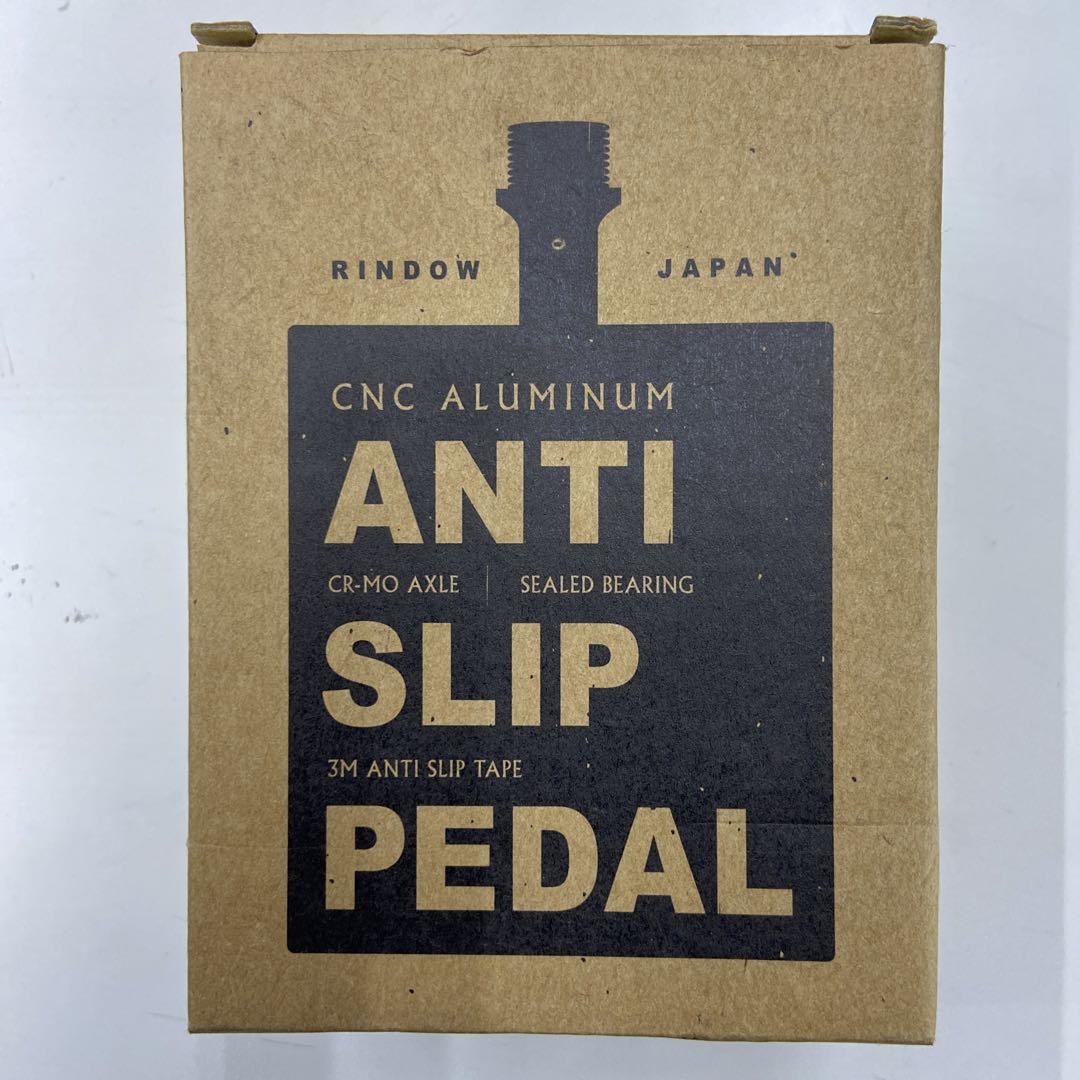 RINDOW JAPAN
CNC ALUMINUM
ANTI
CR-MO AXLE | SEALED BEARING
SLIP
3M ANTI SLIP TAPE
PEDAL